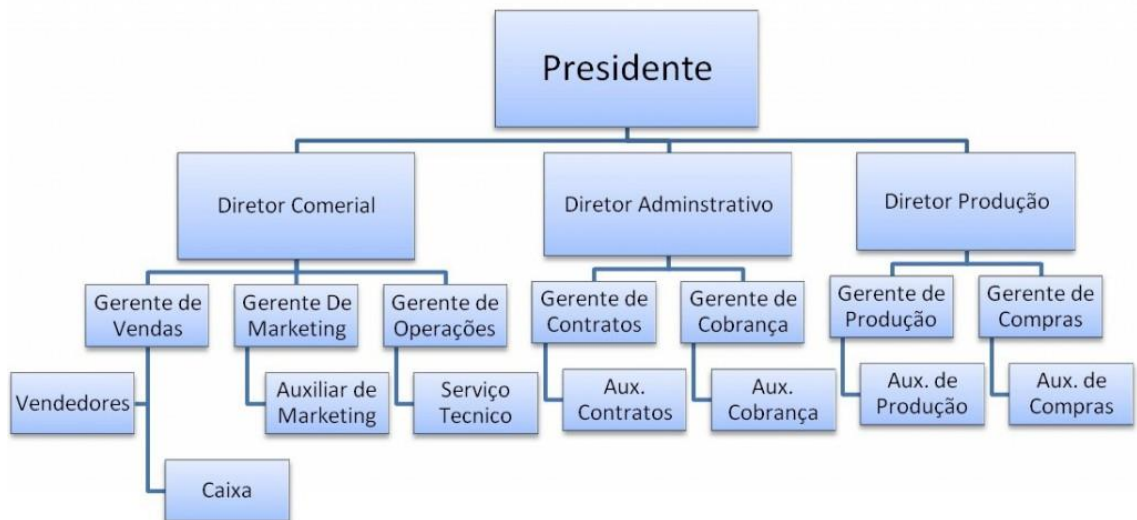 Presidente
Diretor Comerial
Diretor Adminstrativo
Diretor Produção
Gerente de
Vendas
Gerente De
Marketing
Gerente de
Operações
Gerente de
Contratos
Gerente de
Cobrança
Gerente de
Produção
Gerente de
Compras
Vendedores
Auxiliar de
Marketing
Serviço
Tecnico
Aux.
Contratos
Aux.
Cobrança
Aux. de
Produção
Aux. de
Compras
Caixa